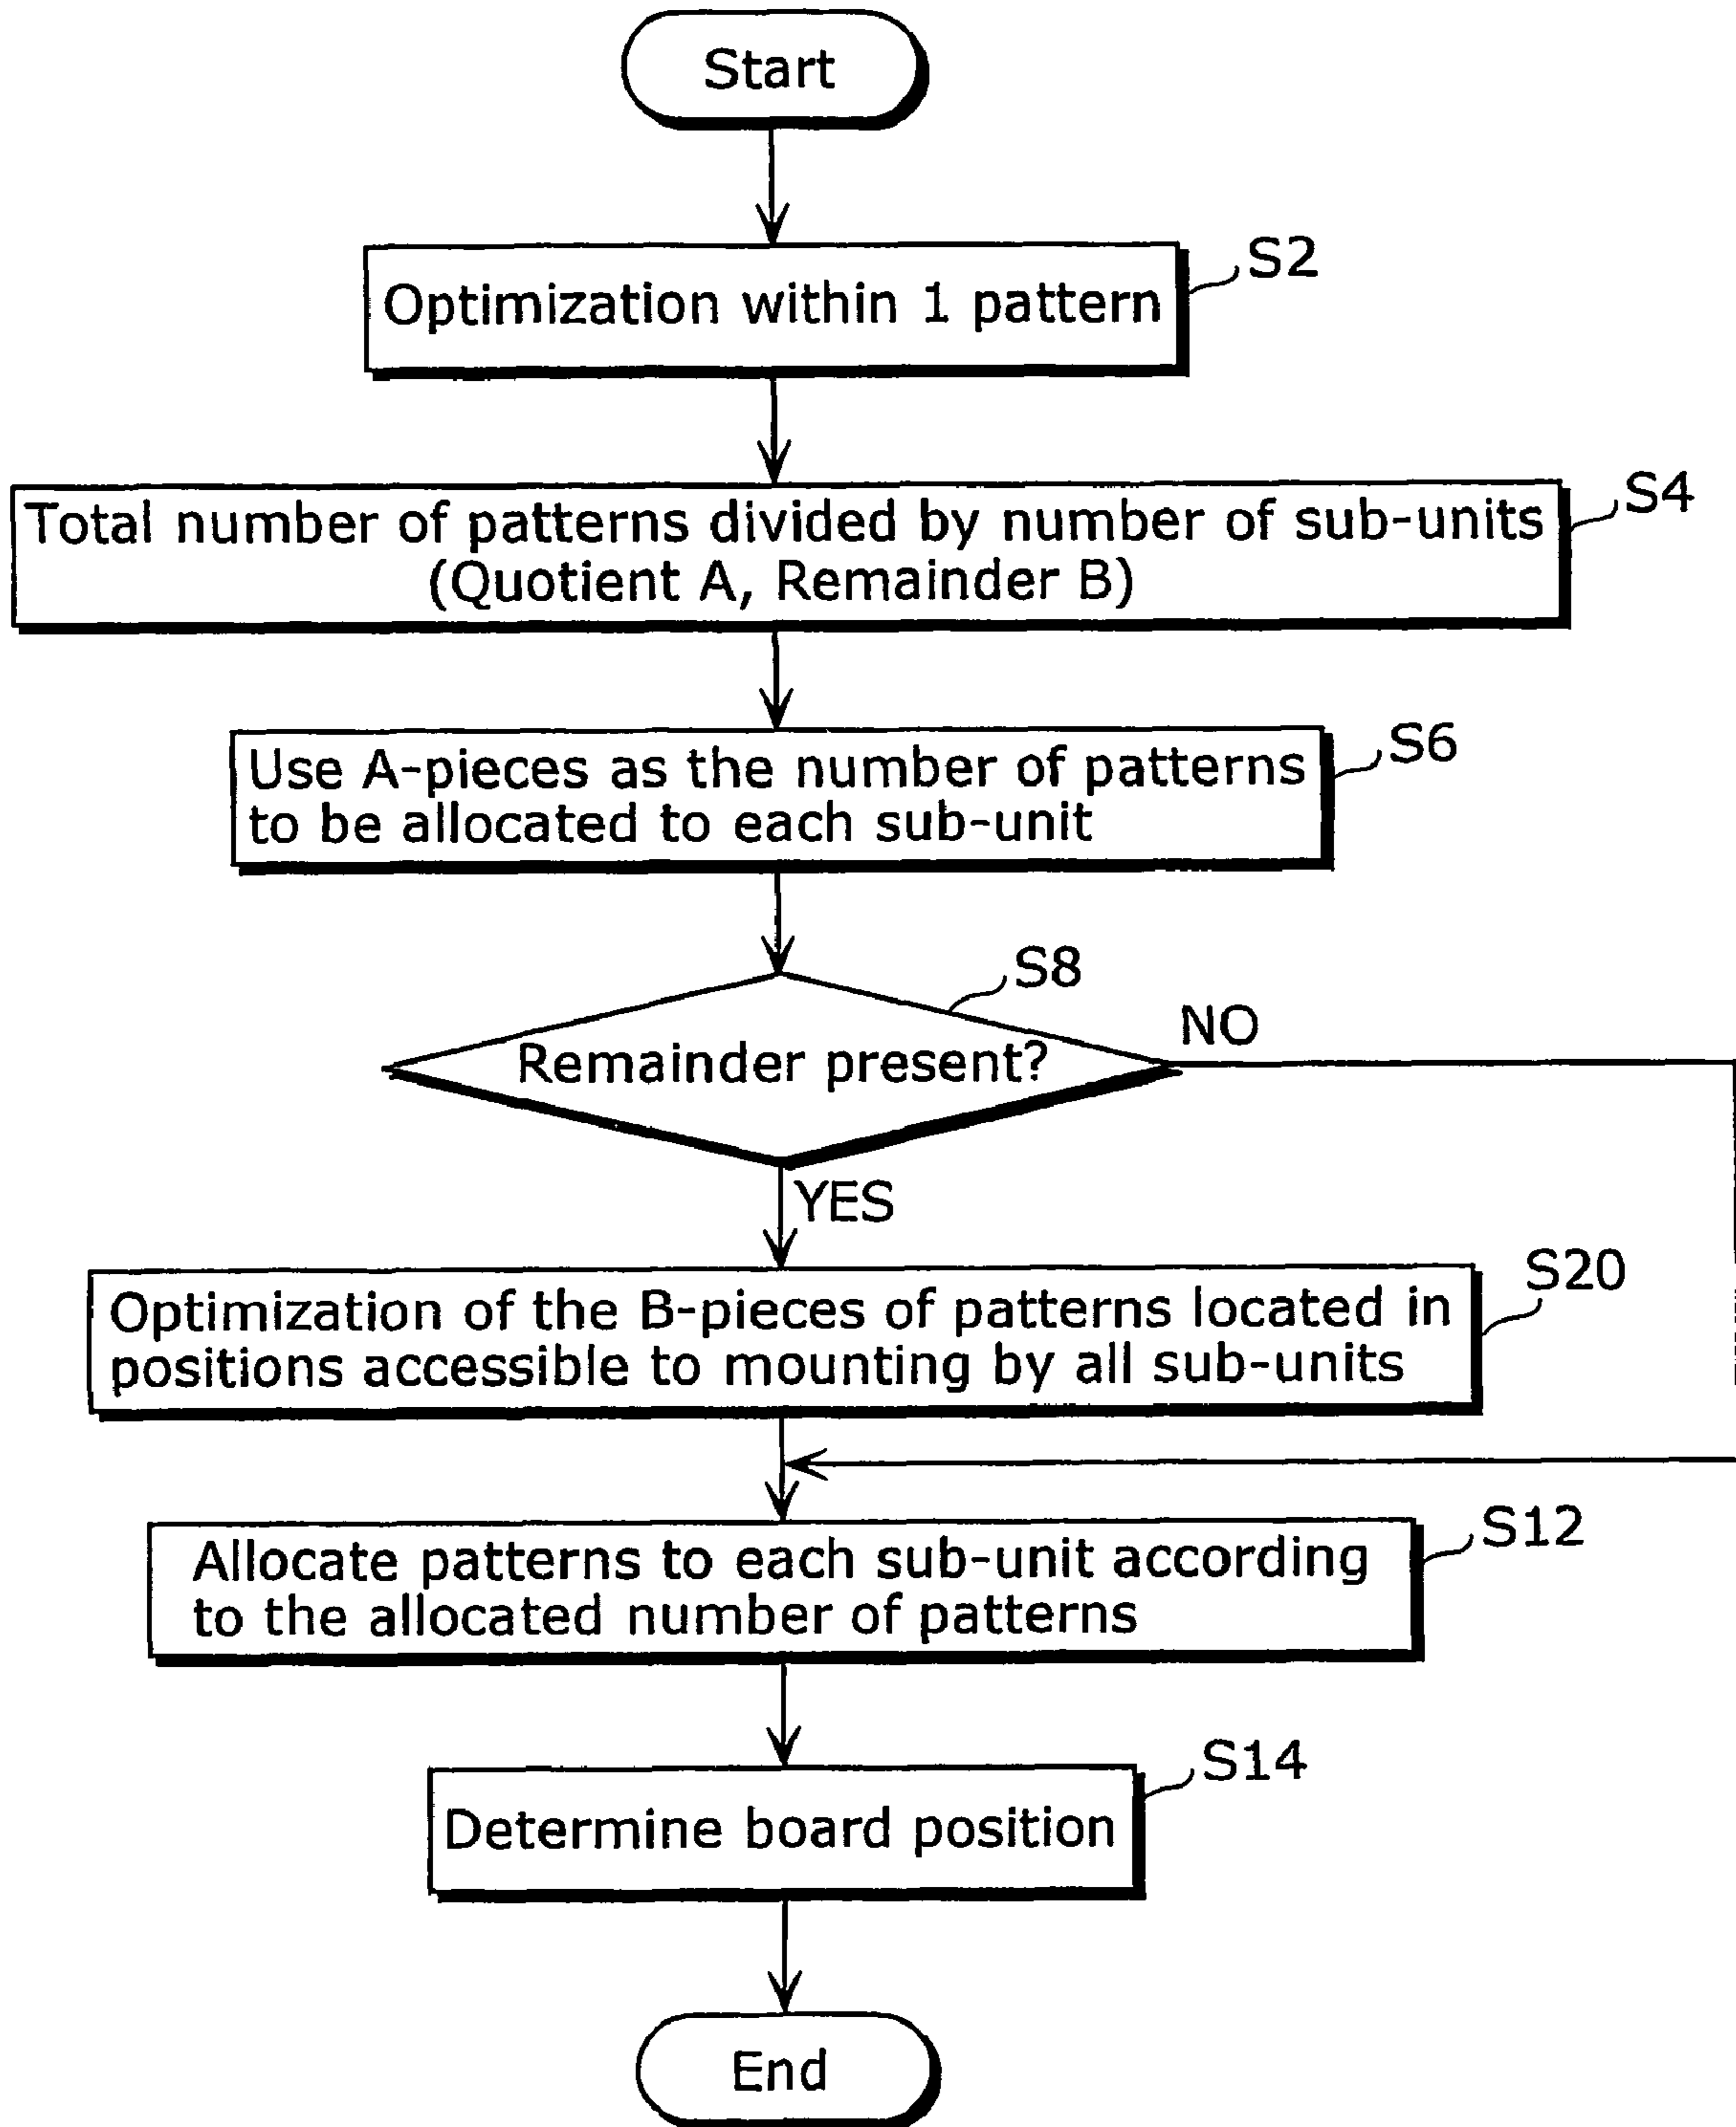 Start
S2
Optimization within 1 pattern
S4
Total number of patterns divided by number of sub-units
(Quotient A, Remainder B)
S6
Use A-pieces as the number of patterns
to be allocated to each sub-unit
S8
NO
Remainder present?
YES
S20
Optimization of the B-pieces of patterns located in
positions accessible to mounting by all sub-units
S12
Allocate patterns to each sub-unit according
to the allocated number of patterns
S14
Determine board position
End